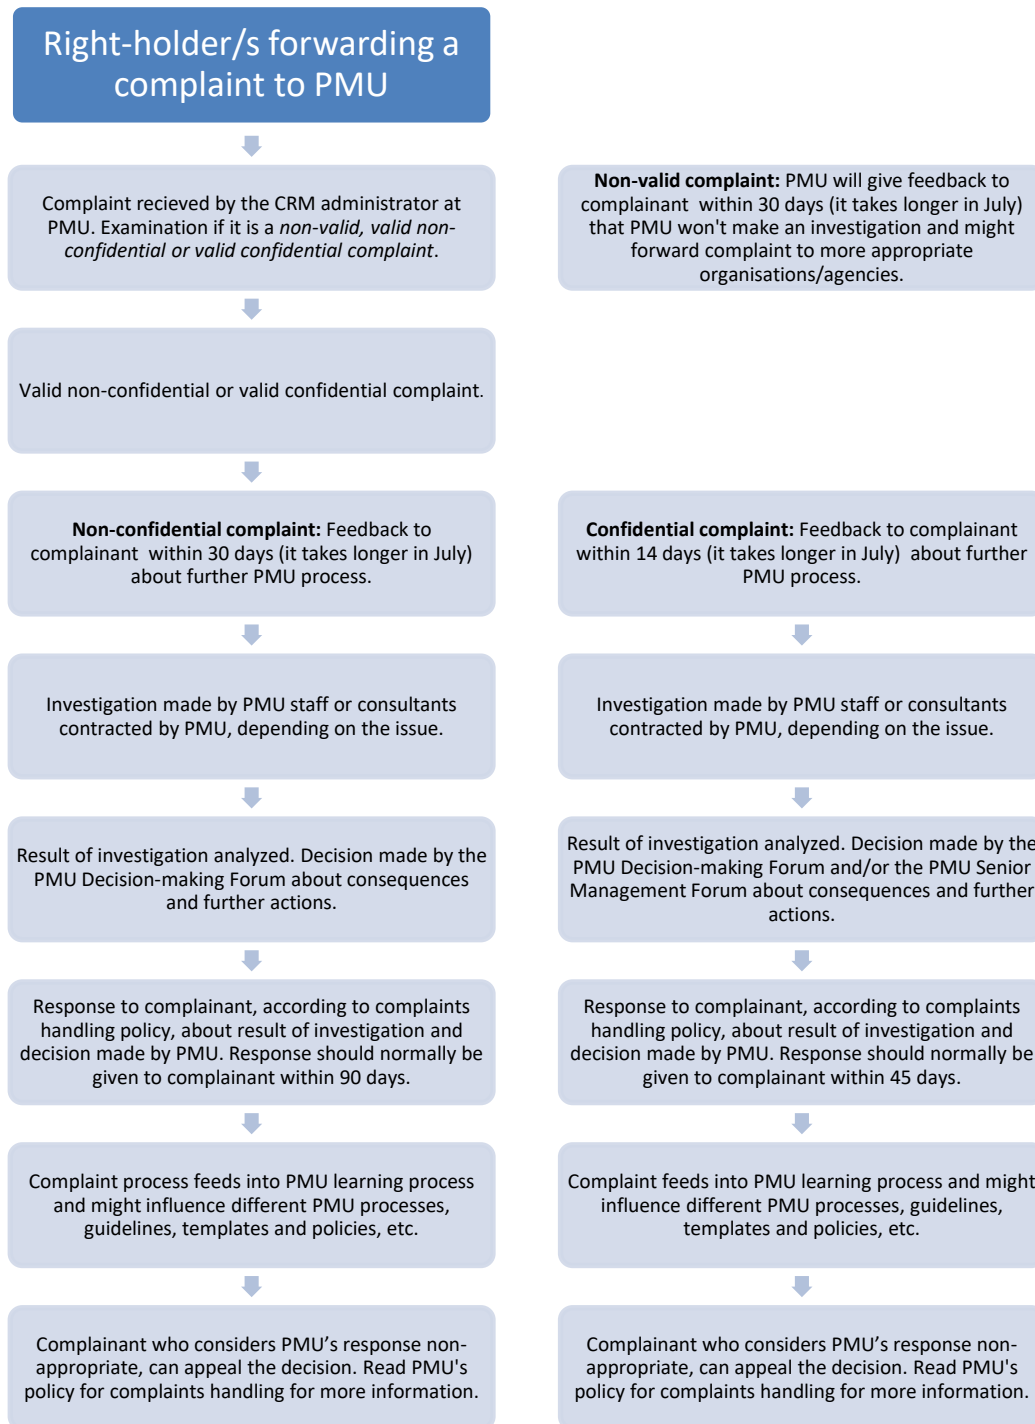 Right-holder/s forwarding a
complaint to PMU
Complaint recieved by the CRM administrator at
PMU. Examination if it is a non-valid, valid non-
confidential or valid confidential complaint.
Non-valid complaint: PMU will give feedback to
complainant within 30 days (it takes longer in July)
that PMU won't make an investigation and might
forward complaint to more appropriate
organisations/agencies.
Valid non-confidential or valid confidential complaint.
Non-confidential complaint: Feedback to
complainant within 30 days (it takes longer in July)
about further PMU process.
Confidential complaint: Feedback to complainant
within 14 days (it takes longer in July) about further
PMU process.
Investigation made by PMU staff or consultants
contracted by PMU, depending on the issue.
Investigation made by PMU staff or consultants
contracted by PMU, depending on the issue.
Result of investigation analyzed. Decision made by the
PMU Decision-making Forum about consequences
and further actions.
Result of investigation analyzed. Decision made by the
PMU Decision-making Forum and/or the PMU Senior
Management Forum about consequences and further
actions.
Response to complainant, according to complaints
handling policy, about result of investigation and
decision made by PMU. Response should normally be
given to complainant within 90 days.
Response to complainant, according to complaints
handling policy, about result of investigation and
decision made by PMU. Response should normally be
given to complainant within 45 days.
Complaint process feeds into PMU learning process
and might influence different PMU processes,
guidelines, templates and policies, etc.
Complaint feeds into PMU learning process and might
influence different PMU processes, guidelines,
templates and policies, etc.
Complainant who considers PMU’s response non-
appropriate, can appeal the decision. Read PMU's
policy for complaints handling for more information.
Complainant who considers PMU’s response non-
appropriate, can appeal the decision. Read PMU's
policy for complaints handling for more information.